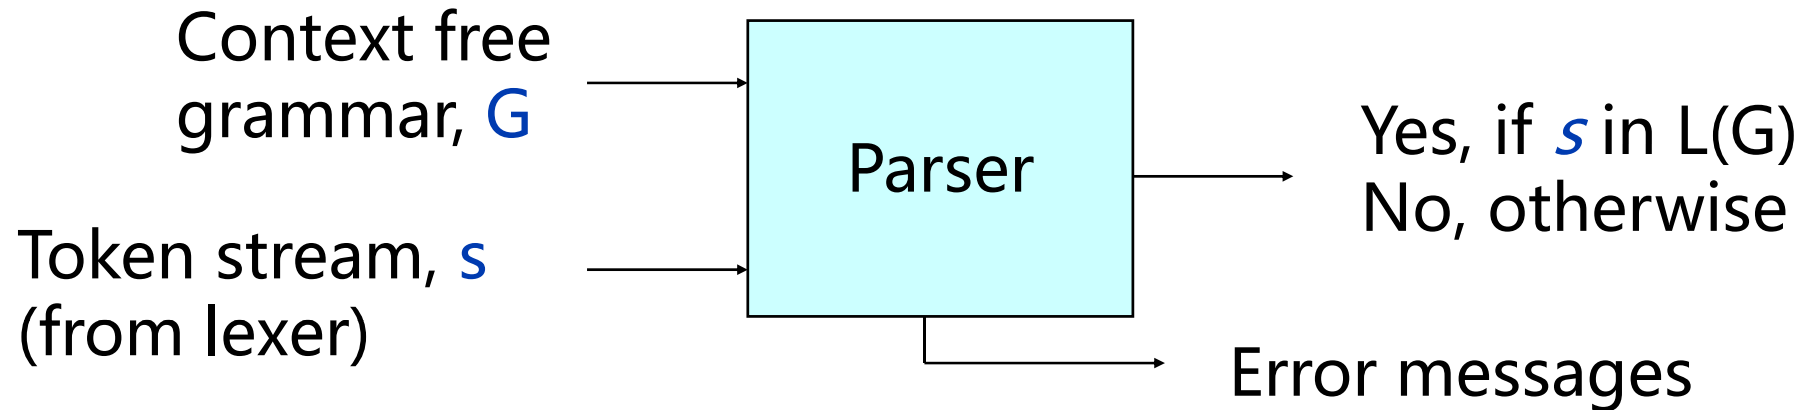 Context free
grammar, G
Token stream, s
(from lexer)
Parser
Yes, if s in L(G)
No, otherwise
Error messages